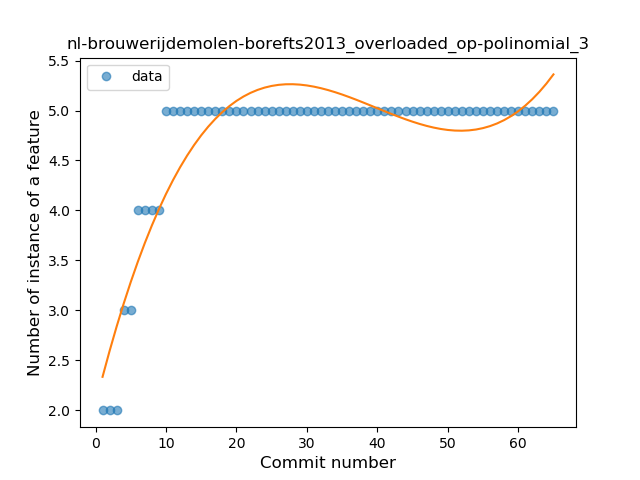 nl-brouwerijdemolen-borefts2013_overloaded_op-polinomial_3
data
Number of instance of a feature
5.5
5.0
4.5
4.0
3.5
3.0
2.5
2.0
0 10 20 30 40 50 60
Commit number